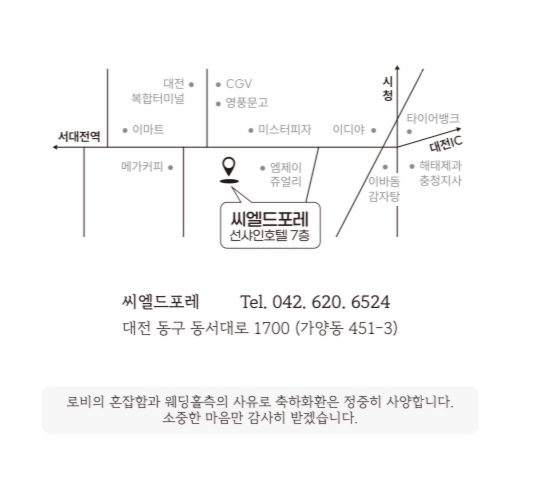 시청
대전
복합터미널
CGV
영풍문고
이마트
미스터피자
이디야
타이어뱅크
서대전역
대전IC
메가커피
엠제이
쥬얼리
이바돔
감자탕
해태제과
충청지사
씨엘드포레
선샤인호텔 7층
씨엘드포레 Tel. 042. 620. 6524
대전 동구 동서대로 1700 (가양동 451-3)
로비의 혼잡함과 웨딩홀측의 사유로 축하화환은 정중히 사양합니다.
소중한 마음만 감사히 받겠습니다.